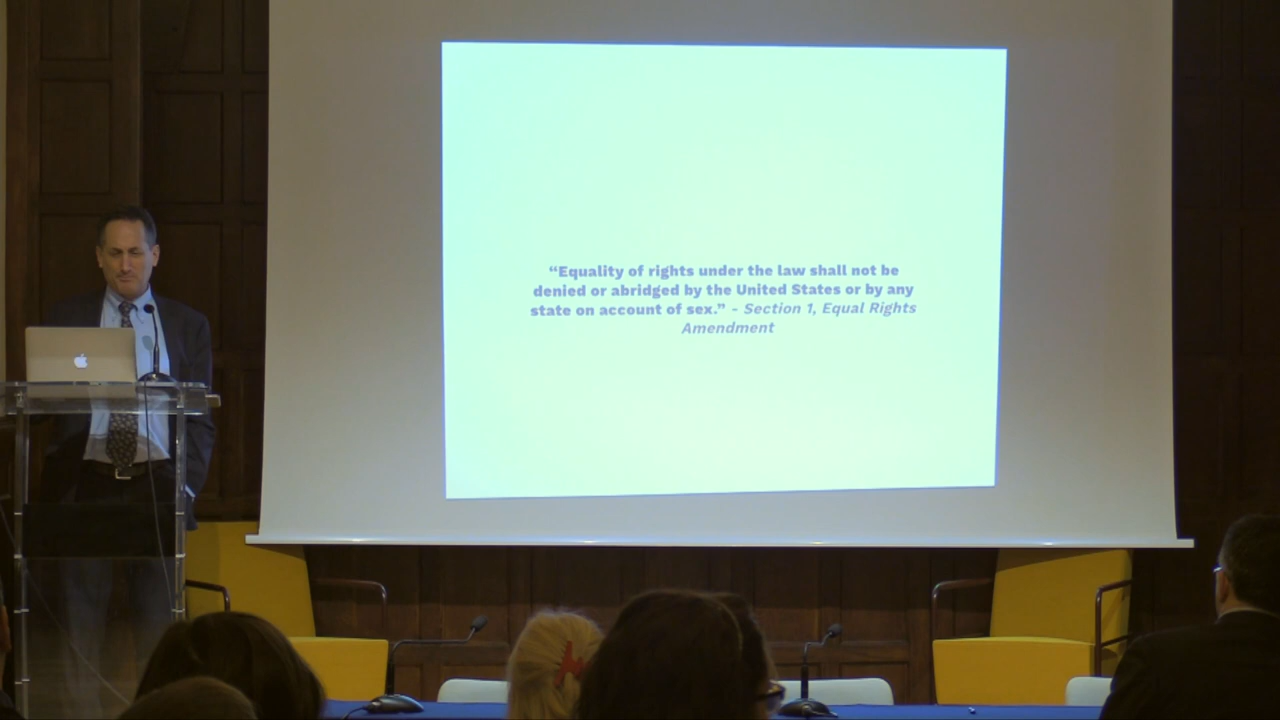 “Equality of rights under the law shall not be
denied or abridged by the United States or by any
state on account of sex.” - Section 1, Equal Rights
Amendment